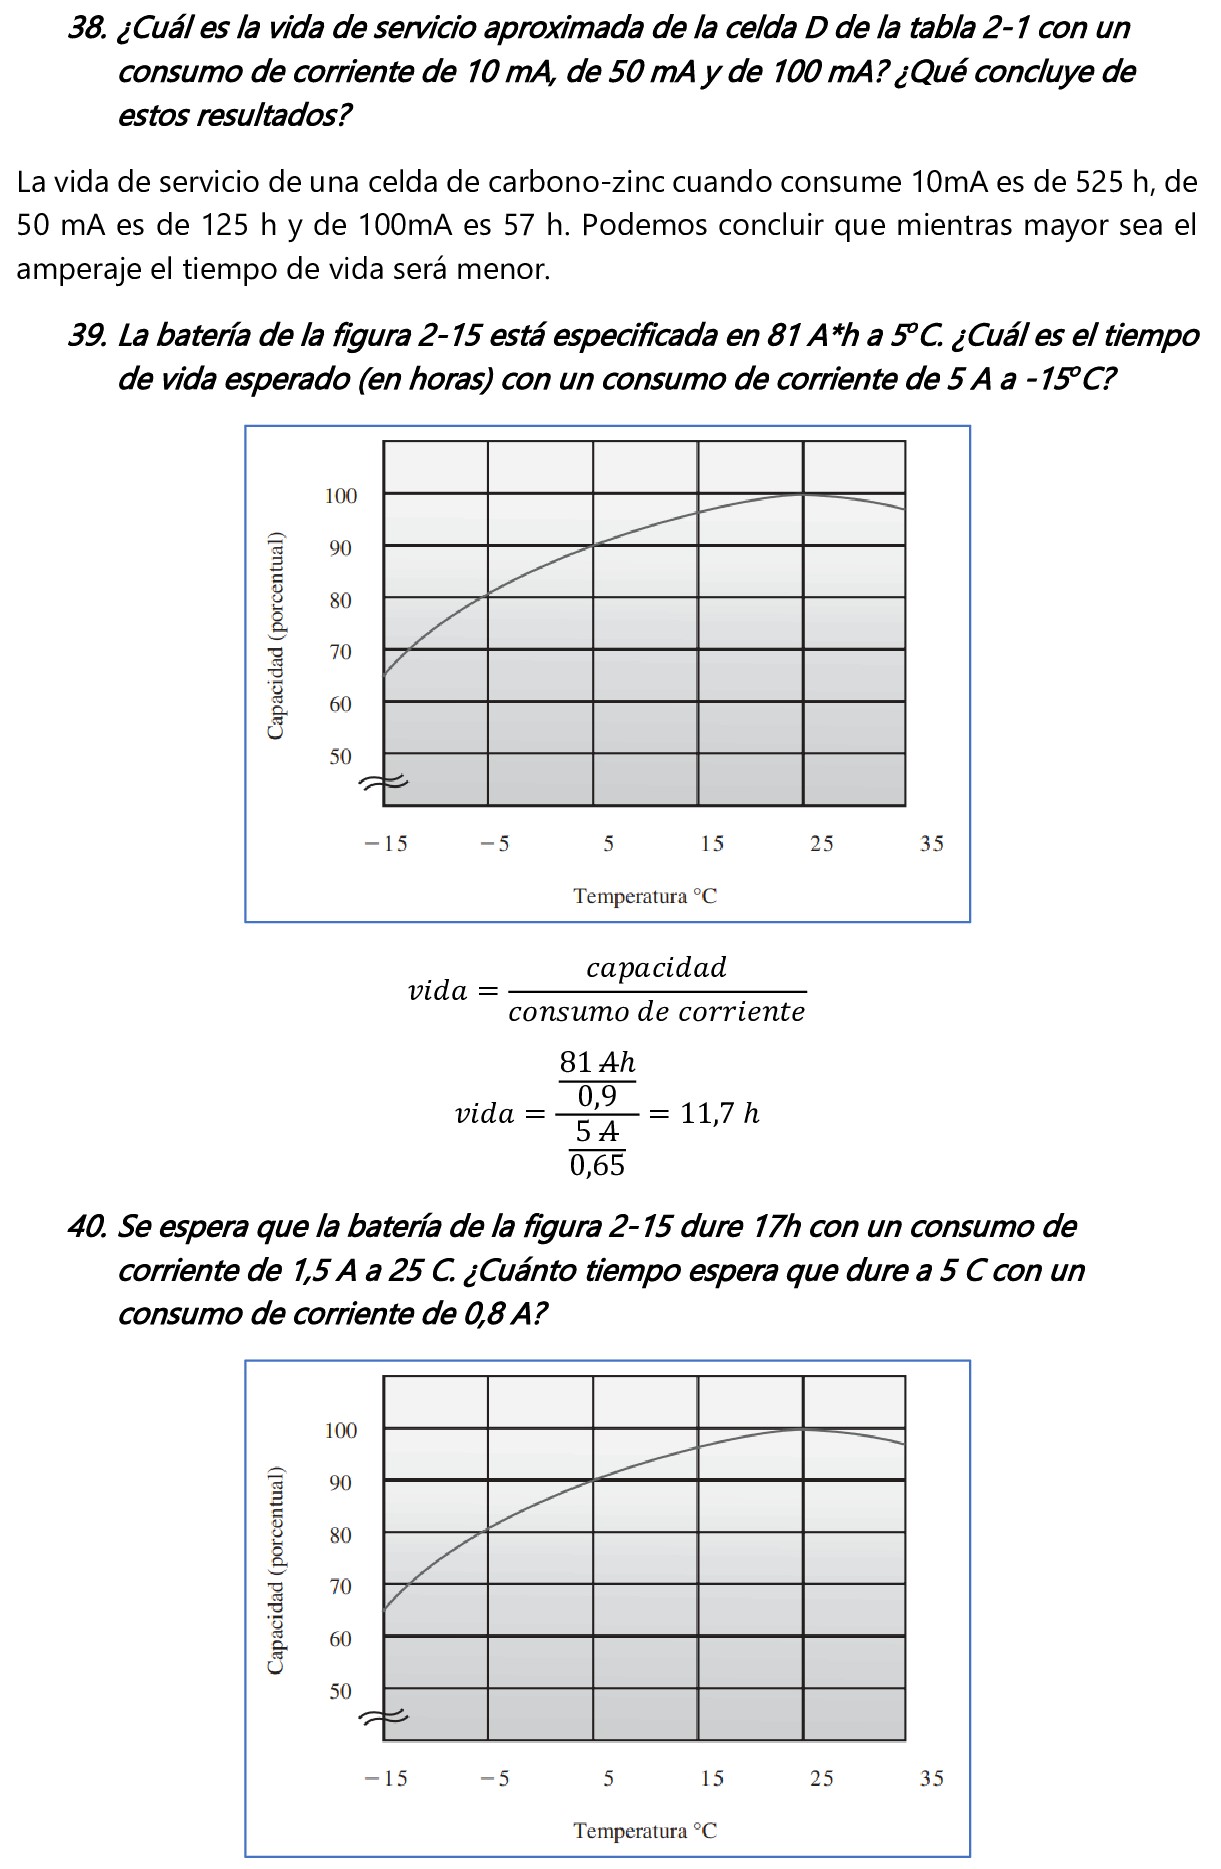 38. ¿Cuál es la vida de servicio aproximada de la celda D de la tabla 2-1 con un
consumo de corriente de 10 mA, de 50 mA y de 100 mA? ¿Qué concluye de
estos resultados?
La vida de servicio de una celda de carbono-zinc cuando consume 10mA es de 525 h, de
50 mA es de 125 h y de 100mA es 57 h. Podemos concluir que mientras mayor sea el
amperaje el tiempo de vida será menor.
39. La batería de la figura 2-15 está especificada en 81 A*h a 5ºC. ¿Cuál es el tiempo
de vida esperado (en horas) con un consumo de corriente de 5 A a -15ºC?
Capacidad (porcentual)
100
90
80
70
60
50
−15 −5 5 15 25 35
Temperatura °C
vida = capacidad / consumo de corriente
vida = (81 Ah / 0,9) / (5 A / 0,65) = 11,7 h
40. Se espera que la batería de la figura 2-15 dure 17h con un consumo de
corriente de 1,5 A a 25 C. ¿Cuánto tiempo espera que dure a 5 C con un
consumo de corriente de 0,8 A?
Capacidad (porcentual)
100
90
80
70
60
50
−15 −5 5 15 25 35
Temperatura °C